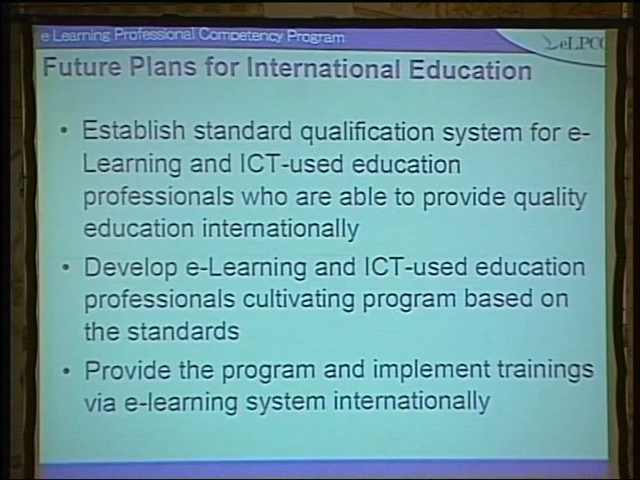 e Learning Professional Competency Program
eLPCO
Future Plans for International Education
• Establish standard qualification system for e-
Learning and ICT-used education
professionals who are able to provide quality
education internationally
• Develop e-Learning and ICT-used education
professionals cultivating program based on
the standards
• Provide the program and implement trainings
via e-learning system internationally